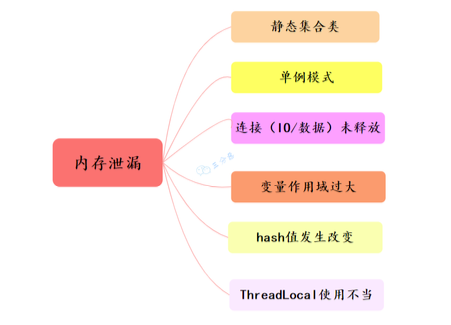 静态集合类
单例模式
连接（IO/数据）未释放
内存泄漏
变量作用域过大
hash值发生改变
ThreadLocal使用不当